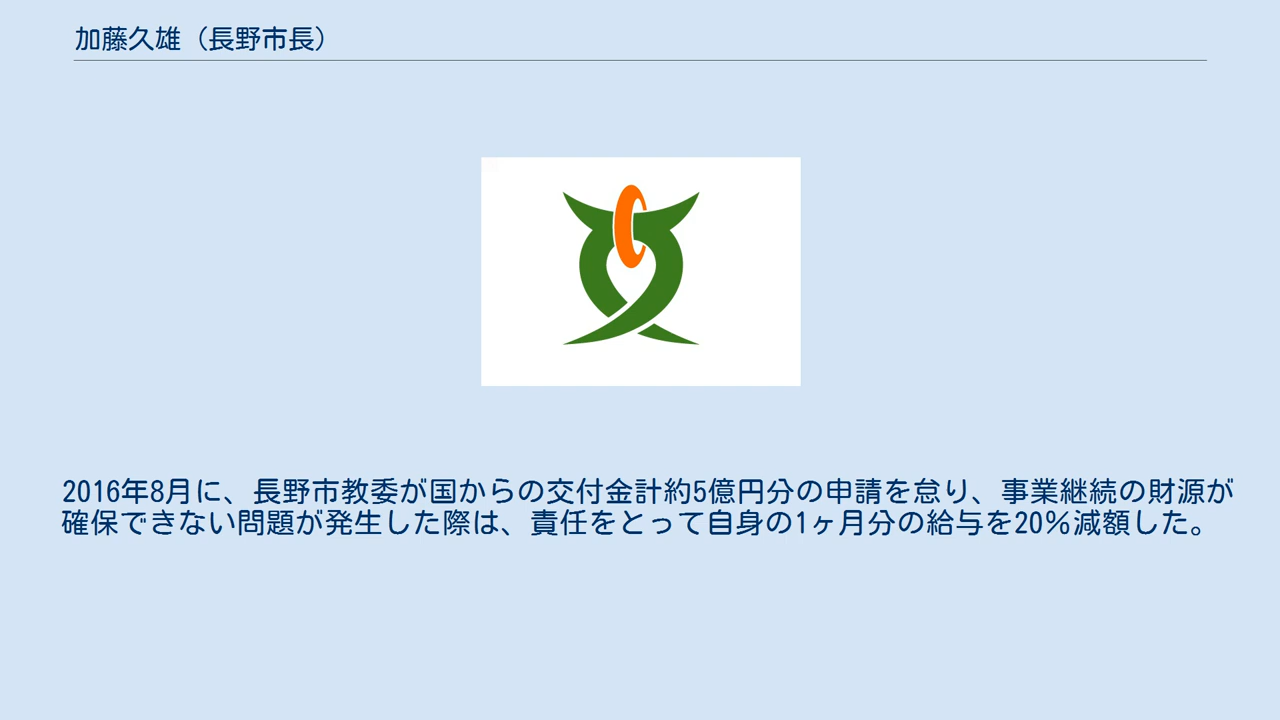 加藤久雄（長野市長）
2016年8月に、長野市教委が国からの交付金計約5億円分の申請を怠り、事業継続の財源が
確保できない問題が発生した際は、責任をとって自身の1ヶ月分の給与を20％減額した。